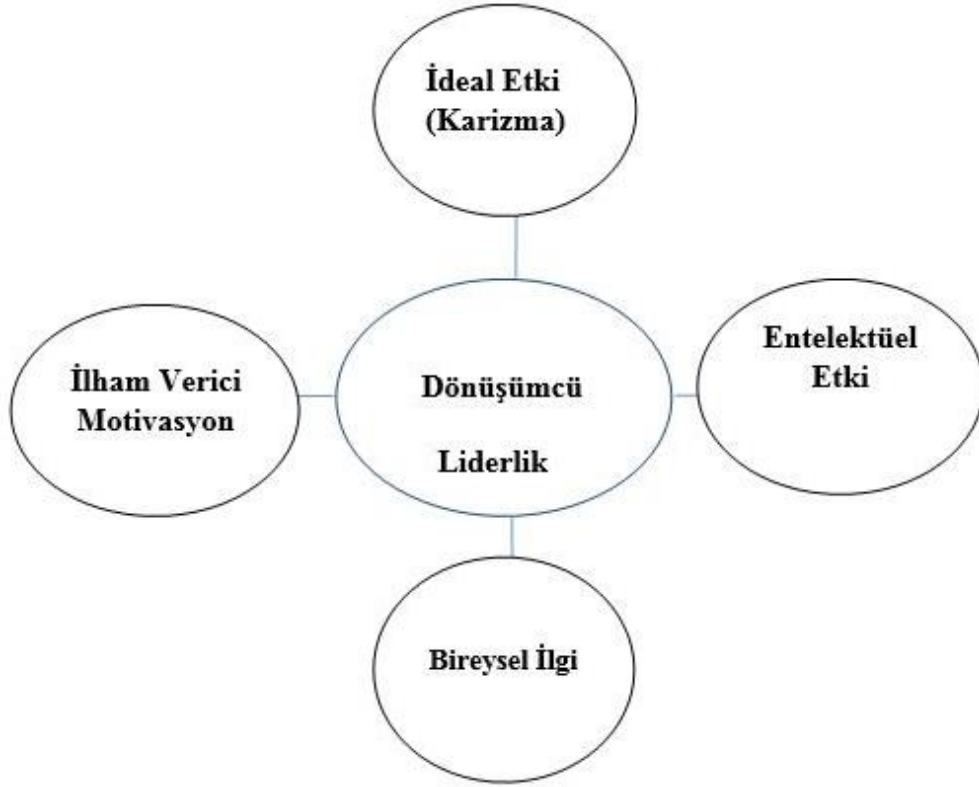 İdeal Etki
(Karizma)
İlham Verici
Motivasyon
Dönüşümcü
Liderlik
Entelektüel
Etki
Bireysel İlgi